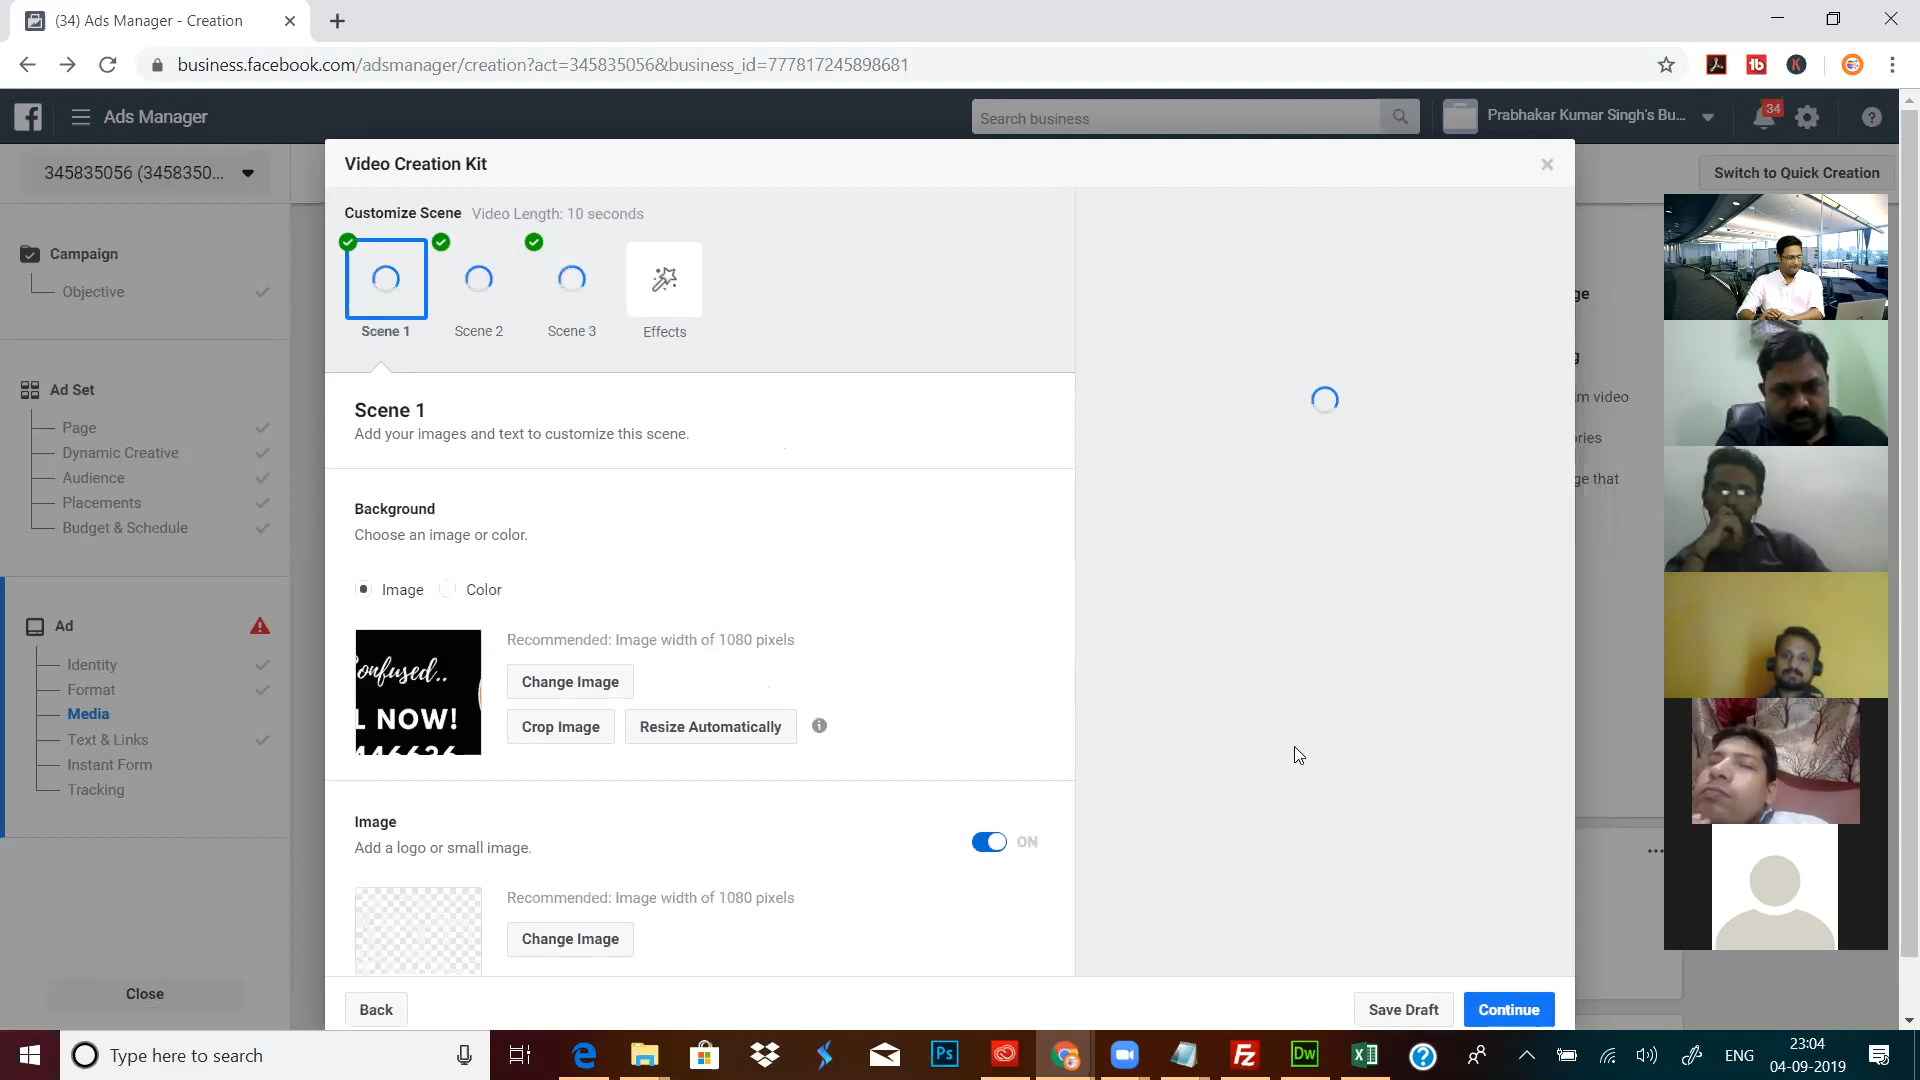 (34) Ads Manager - Creation
business.facebook.com/adsmanager/creation?act=345835056&business_id=777817245898681
Ads Manager
Search business
Prabhakar Kumar Singh's Bu...
34
345835056 (3458350...
Switch to Quick Creation
Campaign
Objective
Ad Set
Page
Dynamic Creative
Audience
Placements
Budget & Schedule
Ad
Identity
Format
Media
Text & Links
Instant Form
Tracking
Close
Video Creation Kit
Customize Scene Video Length: 10 seconds
Scene 1
Scene 2
Scene 3
Effects
Scene 1
Add your images and text to customize this scene.
Background
Choose an image or color.
Image
Color
onfused..
L NOW!
Recommended: Image width of 1080 pixels
Change Image
Crop Image
Resize Automatically
Image
Add a logo or small image.
ON
Recommended: Image width of 1080 pixels
Change Image
Back
Save Draft
Continue
ge
g
m video
ories
ge that
Type here to search
Ps
Dw
ENG
23:04
04-09-2019